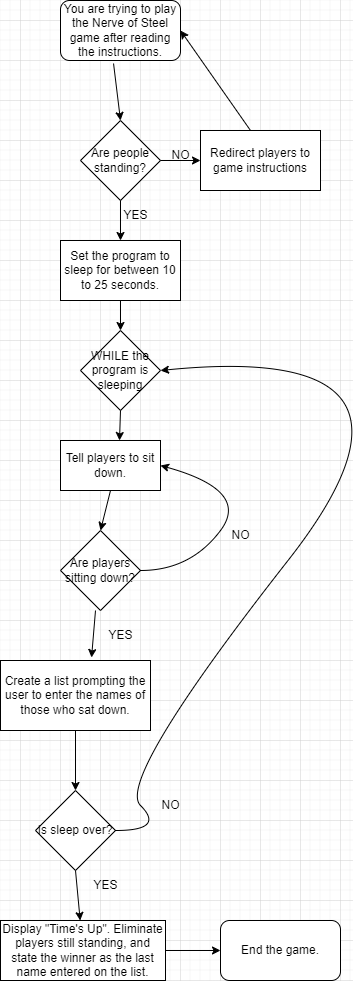 You are trying to play
the Nerve of Steel
game after reading
the instructions.
Are people
standing?
NO
Redirect players to
game instructions
YES
Set the program to
sleep for between 10
to 25 seconds.
WHILE the
program is
sleeping
Tell players to sit
down.
NO
Are players
sitting down?
YES
Create a list prompting the
user to enter the names of
those who sat down.
NO
Is sleep over?
YES
Display "Time's Up". Eliminate
players still standing, and
state the winner as the last
name entered on the list.
End the game.